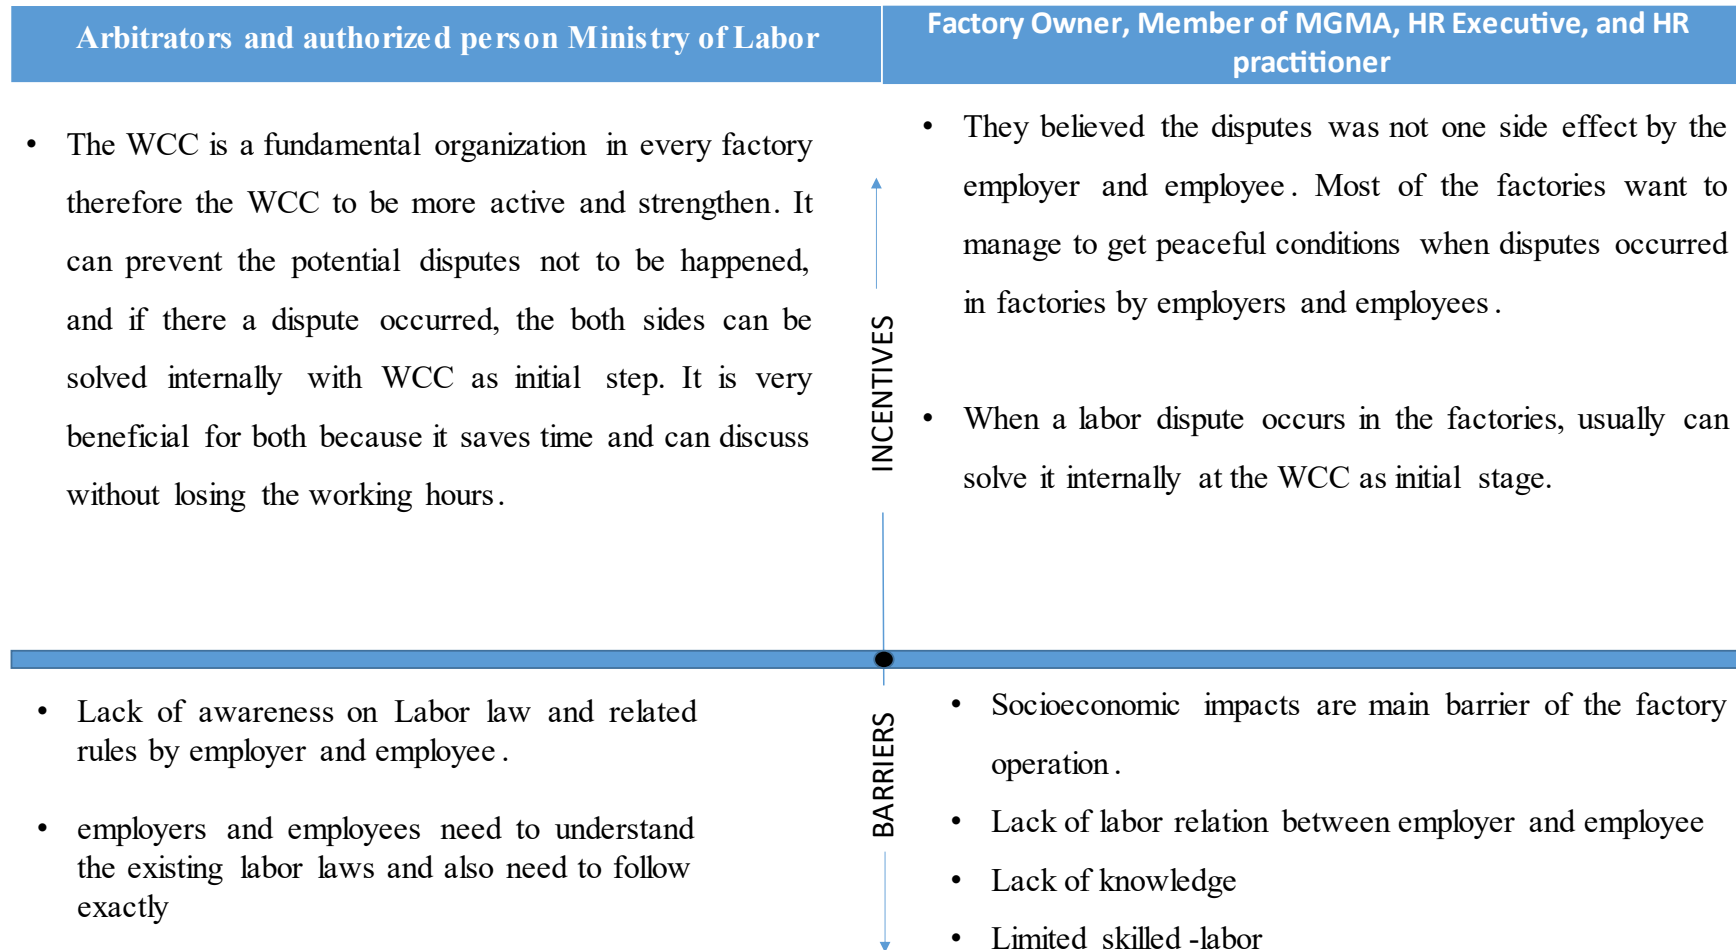 Arbitrators and authorized person Ministry of Labor
Factory Owner, Member of MGMA, HR Executive, and HR
practitioner
• The WCC is a fundamental organization in every factory
therefore the WCC to be more active and strengthen. It
can prevent the potential disputes not to be happened,
and if there a dispute occurred, the both sides can be
solved internally with WCC as initial step. It is very
beneficial for both because it saves time and can discuss
without losing the working hours.
INCENTIVES
• They believed the disputes was not one side effect by the
employer and employee. Most of the factories want to
manage to get peaceful conditions when disputes occurred
in factories by employers and employees.
• When a labor dispute occurs in the factories, usually can
solve it internally at the WCC as initial stage.
• Lack of awareness on Labor law and related
rules by employer and employee.
• employers and employees need to understand
the existing labor laws and also need to follow
exactly
BARRIERS
• Socioeconomic impacts are main barrier of the factory
operation.
• Lack of labor relation between employer and employee
• Lack of knowledge
• Limited skilled-labor